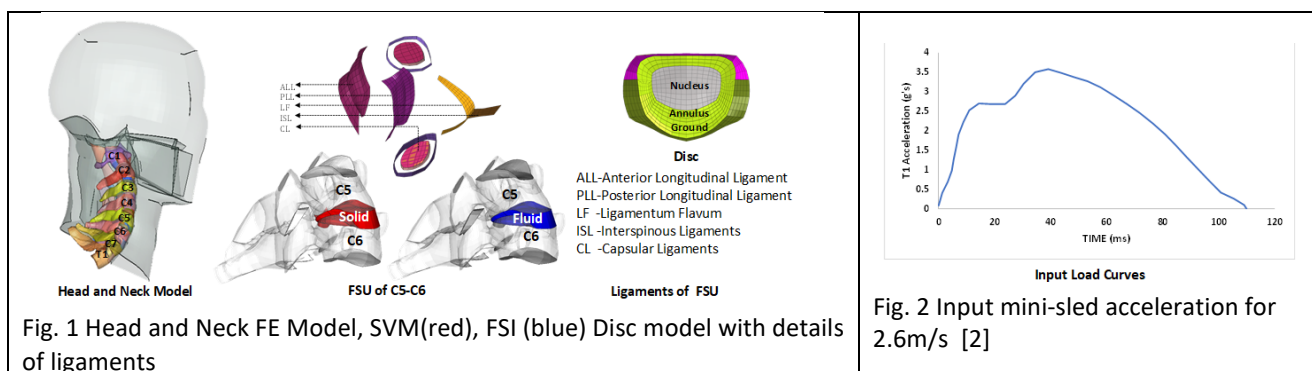 C1
C2
C3
C4
C5
C6
C7
T1
Head and Neck Model
ALL
PLL
LF
ISL
CL
C5
Solid
C6
C5
Fluid
C6
FSU of C5-C6
Nucleus
Annulus
Ground
Disc
ALL-Anterior Longitudinal Ligament
PLL-Posterior Longitudinal Ligament
LF -Ligamentum Flavum
ISL -Interspinous Ligaments
CL -Capsular Ligaments
Ligaments of FSU
Fig. 1 Head and Neck FE Model, SVM(red), FSI (blue) Disc model with details
of ligaments
T1 Acceleration (g's)
4
3.5
3
2.5
2
1.5
1
0.5
0
0 20 40 60 80 100 120
TIME (ms)
Input Load Curves
Fig. 2 Input mini-sled acceleration for
2.6m/s [2]